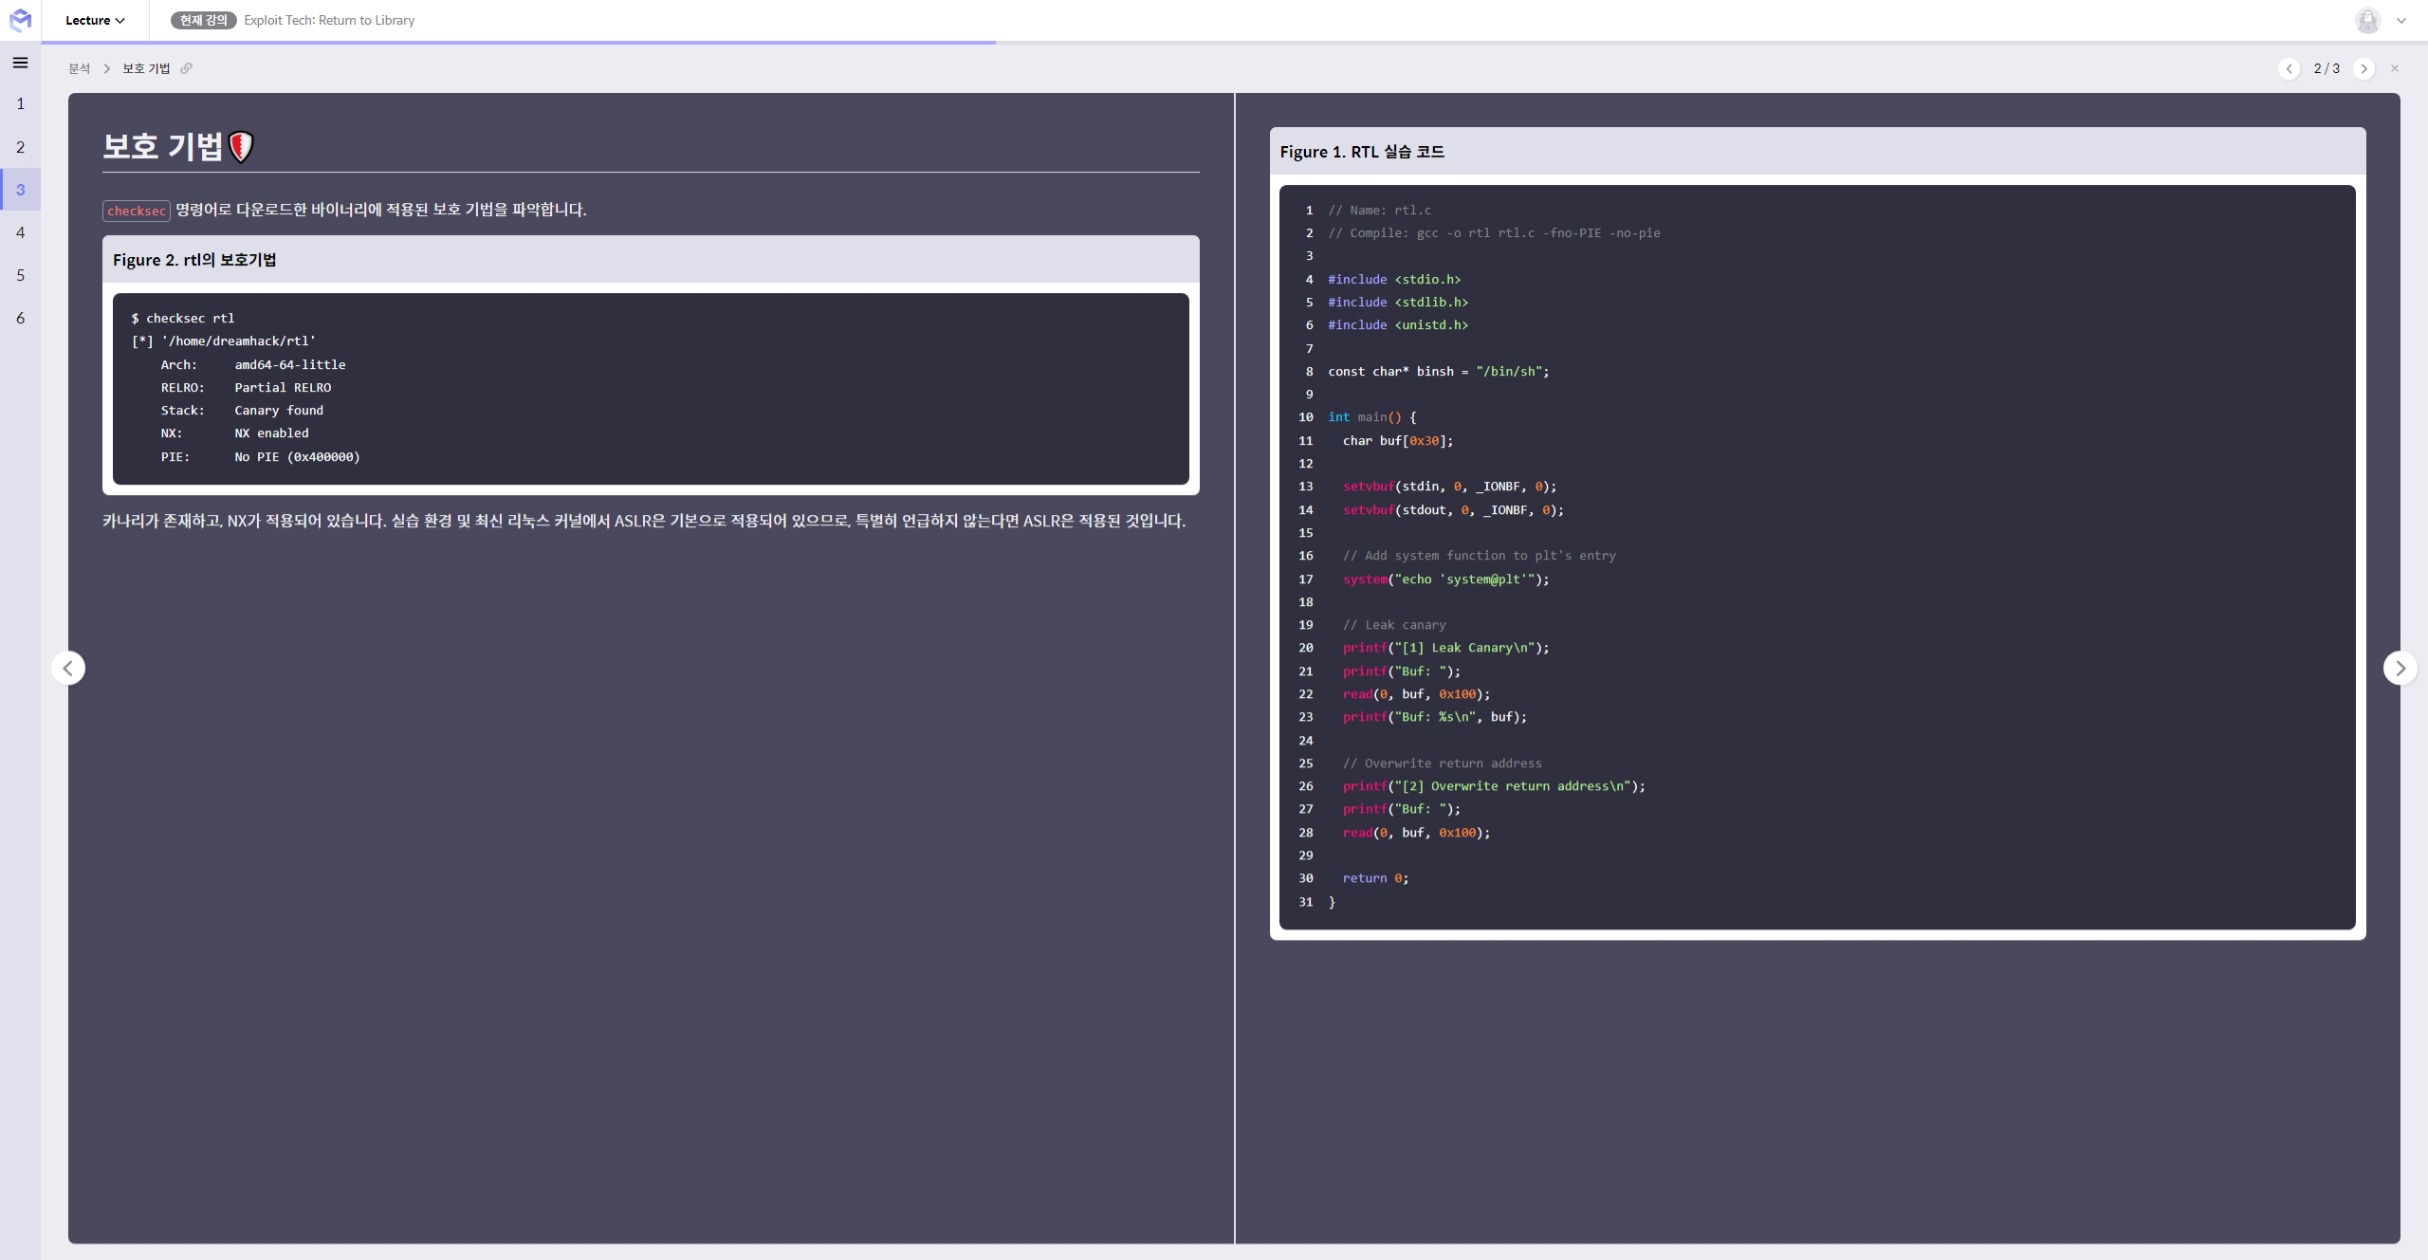 Lecture
현재 강의 Exploit Tech: Return to Library
분석 > 보호 기법
2 / 3
1
2
3
4
5
6
보호 기법
checksec 명령어로 다운로드한 바이너리에 적용된 보호 기법을 파악합니다.
Figure 2. rtl의 보호기법
$ checksec rtl
[*] '/home/dreamhack/rtl'
    Arch:     amd64-64-little
    RELRO:    Partial RELRO
    Stack:    Canary found
    NX:       NX enabled
    PIE:      No PIE (0x400000)
카나리가 존재하고, NX가 적용되어 있습니다. 실습 환경 및 최신 리눅스 커널에서 ASLR은 기본으로 적용되어 있으므로, 특별히 언급하지 않는다면 ASLR은 적용된 것입니다.
Figure 1. RTL 실습 코드
1 // Name: rtl.c
2 // Compile: gcc -o rtl rtl.c -fno-PIE -no-pie
3
4 #include <stdio.h>
5 #include <stdlib.h>
6 #include <unistd.h>
7
8 const char* binsh = "/bin/sh";
9
10 int main() {
11   char buf[0x30];
12
13   setvbuf(stdin, 0, _IONBF, 0);
14   setvbuf(stdout, 0, _IONBF, 0);
15
16   // Add system function to plt's entry
17   system("echo 'system@plt'");
18
19   // Leak canary
20   printf("[1] Leak Canary\n");
21   printf("Buf: ");
22   read(0, buf, 0x100);
23   printf("Buf: %s\n", buf);
24
25   // Overwrite return address
26   printf("[2] Overwrite return address\n");
27   printf("Buf: ");
28   read(0, buf, 0x100);
29
30   return 0;
31 }